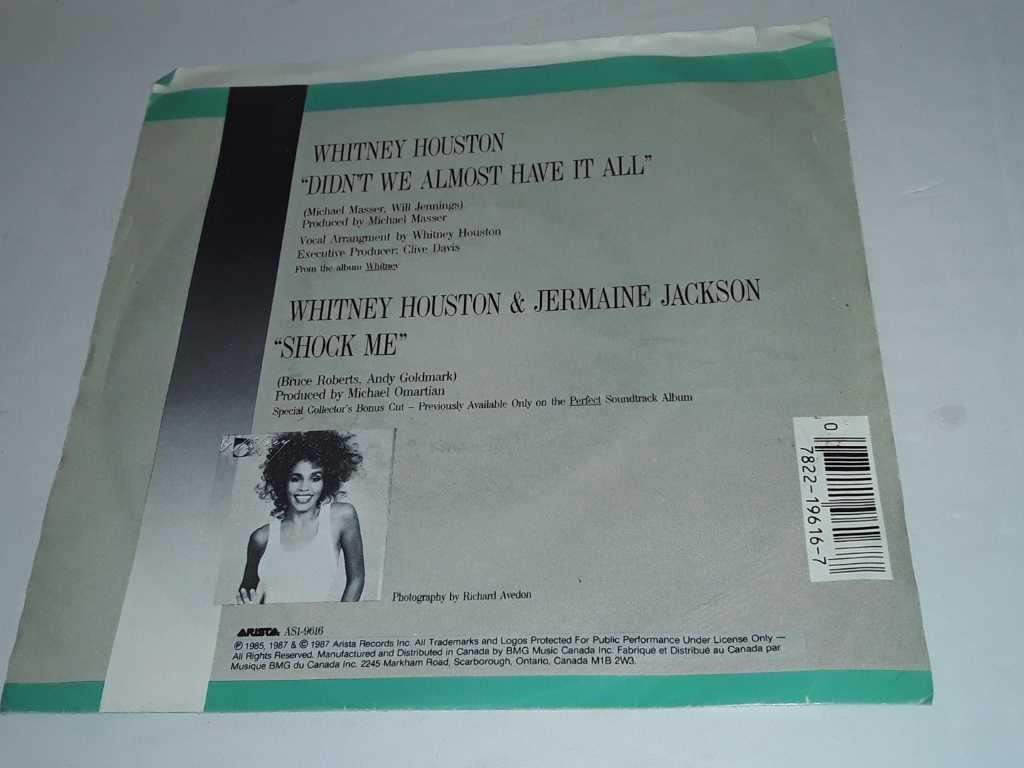 WHITNEY HOUSTON
“DIDN'T WE ALMOST HAVE IT ALL”
(Michael Masser, Will Jennings)
Produced by Michael Masser
Vocal Arrangment by Whitney Houston
Executive Producer: Clive Davis
From the album Whitney
WHITNEY HOUSTON & JERMAINE JACKSON
“SHOCK ME”
(Bruce Roberts, Andy Goldmark)
Produced by Michael Omartian
Special Collector's Bonus Cut – Previously Available Only on the Perfect Soundtrack Album
0 7822-19616-7
Photography by Richard Avedon
ARISTA AS1-9616
℗ 1985, 1987 & © 1987 Arista Records Inc. All Trademarks and Logos Protected For Public Performance Under License Only —
All Rights Reserved. Manufactured and Distributed in Canada by BMG Music Canada Inc. Fabriqué et Distribué au Canada par
Musique BMG du Canada Inc. 2245 Markham Road, Scarborough, Ontario, Canada M1B 2W3.